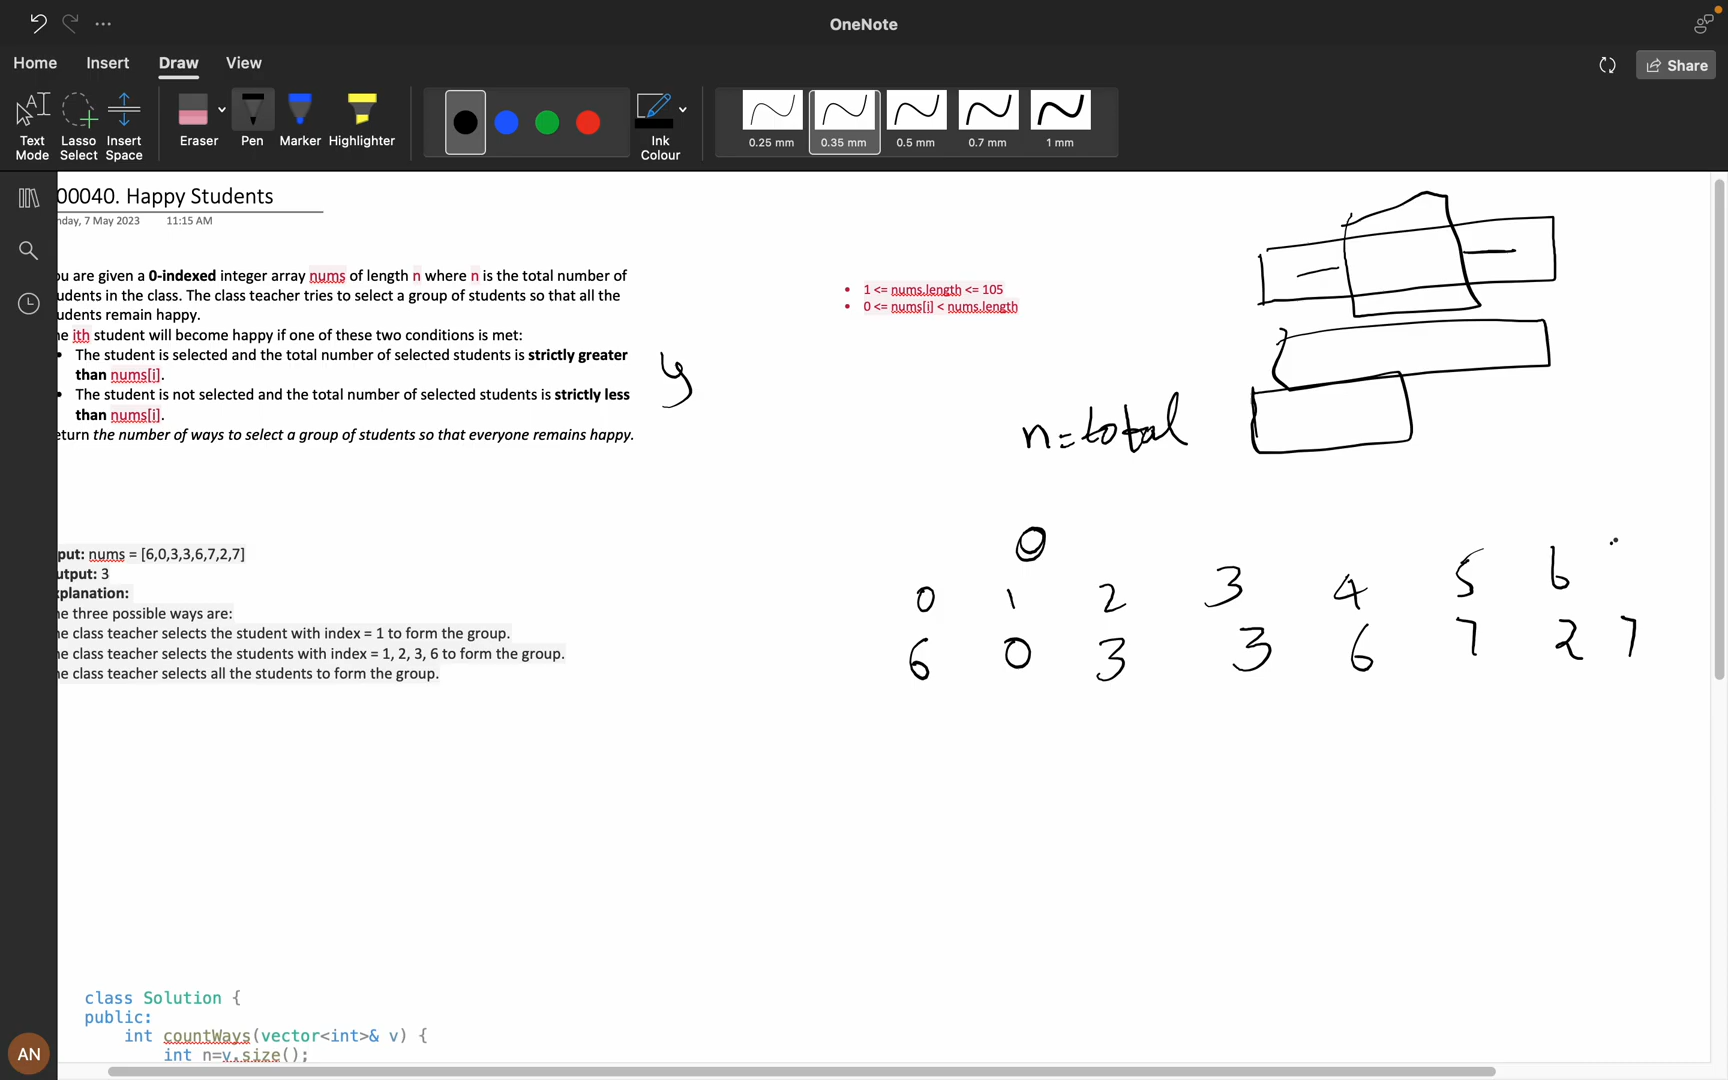 OneNote
Home Insert Draw View
Share
Text Mode
Lasso Select
Insert Space
Eraser
Pen
Marker
Highlighter
Ink Colour
0.25 mm
0.35 mm
0.5 mm
0.7 mm
1 mm
00040. Happy Students
nday, 7 May 2023 11:15 AM
ou are given a 0-indexed integer array nums of length n where n is the total number of
udents in the class. The class teacher tries to select a group of students so that all the
udents remain happy.
he ith student will become happy if one of these two conditions is met:
• The student is selected and the total number of selected students is strictly greater
than nums[i].
• The student is not selected and the total number of selected students is strictly less
than nums[i].
eturn the number of ways to select a group of students so that everyone remains happy.
y
• 1 <= nums.length <= 105
• 0 <= nums[i] < nums.length
n=total
0
0 1 2 3 4 5 6
6 0 3 3 6 7 2 7
put: nums = [6,0,3,3,6,7,2,7]
utput: 3
xplanation:
he three possible ways are:
he class teacher selects the student with index = 1 to form the group.
he class teacher selects the students with index = 1, 2, 3, 6 to form the group.
he class teacher selects all the students to form the group.
class Solution {
public:
int countWays(vector<int>& v) {
int n=v.size();
AN